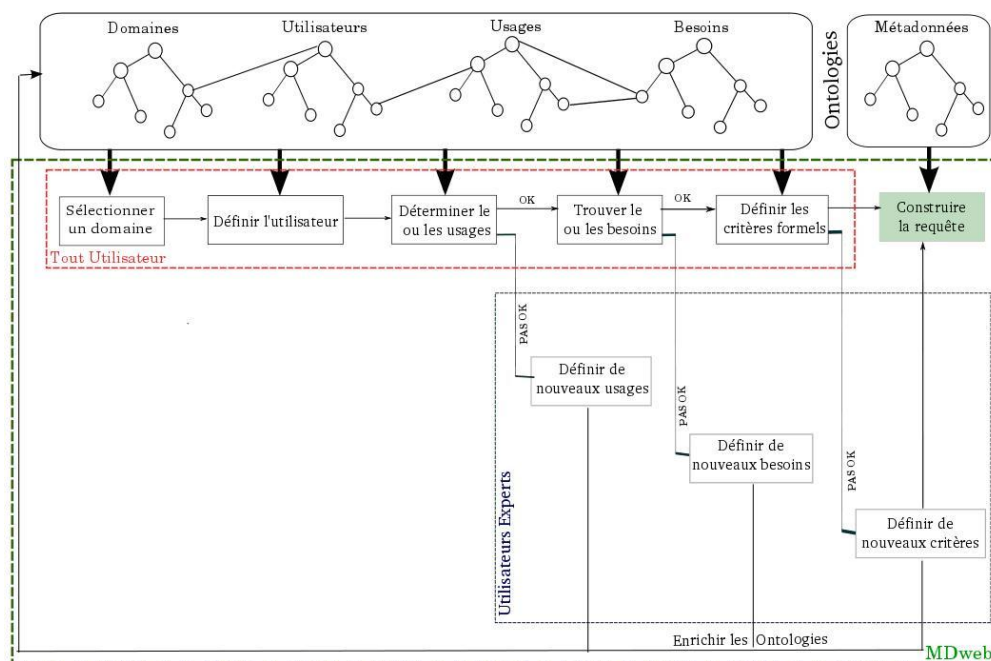 Domaines
Utilisateurs
Usages
Besoins
Ontologies
Métadonnées
Sélectionner
un domaine
Définir l'utilisateur
Déterminer le
ou les usages
OK
Trouver le
ou les besoins
OK
Définir les
critères formels
Construire
la requête
Tout Utilisateur
PAS OK
Définir de
nouveaux usages
PAS OK
Définir de
nouveaux besoins
PAS OK
Définir de
nouveaux critères
Utilisateurs Experts
Enrichir les Ontologies
MDweb